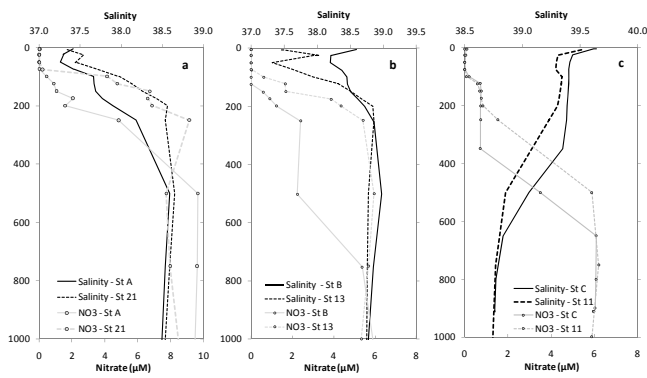 Salinity Salinity Salinity
37.0 37.5 38.0 38.5 39.0 37.0 37.5 38.0 38.5 39.0 38.5 39.0 39.5 40.0
0 0 0
a b c
200 200 200
400 400 400
600 600 600
800 800 800
Salinity - St A Salinity - St B Salinity - St C
Salinity - St 21 Salinity - St 13 Salinity - St 11
NO3 - St A NO3 - St B NO3 - St C
NO3 - St 21 NO3 - St 13 NO3 - St 11
1000 1000 1000
0 2 4 6 8 10 0 2 4 6 8 0 2 4 6 8
Nitrate (μM) Nitrate (μM) Nitrate (μM)